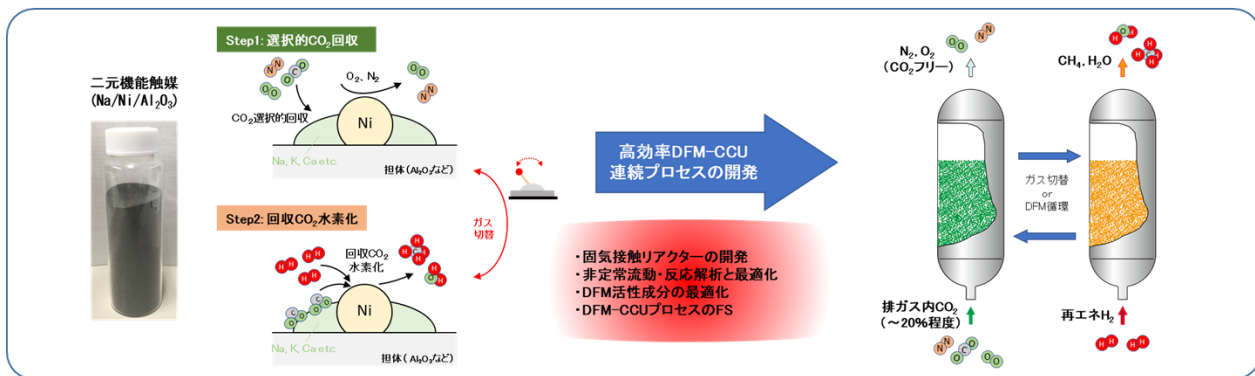 二元機能触媒
(Na/Ni/Al₂O₃)
Step1: 選択的CO₂回収
N
N
O
O
O
C
O
O₂、N₂
O
O
N
N
CO₂選択的回収
Ni
Na, K, Ca etc.
担体(Al₂O₃など)
Step2: 回収CO₂水素化
ガス
切替
H
H
H
H
H
H
回収CO₂
水素化
H
H
C
H
H
H
O
H
C
O
O
C
O
O
Ni
Na, K, Ca etc.
担体(Al₂O₃など)
高効率DFM-CCU
連続プロセスの開発
・固気接触リアクターの開発
・非定常流動・反応解析と最適化
・DFM活性成分の最適化
・DFM-CCUプロセスのFS
N₂, O₂
(CO₂フリー)
O
O
N
N
CH₄, H₂O
H
O
H
H
H
C
H
H
ガス切替
or
DFM循環
排ガス内CO₂
(～20%程度)
N
N
O
C
O
O
O
再エネH₂
H
H
H
H